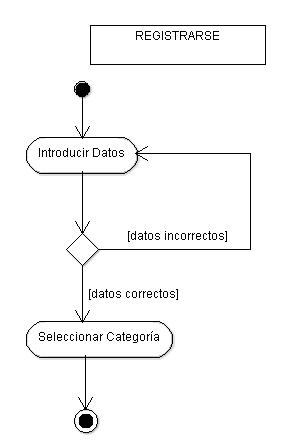 REGISTRARSE
Introducir Datos
[datos incorrectos]
[datos correctos]
Seleccionar Categoría